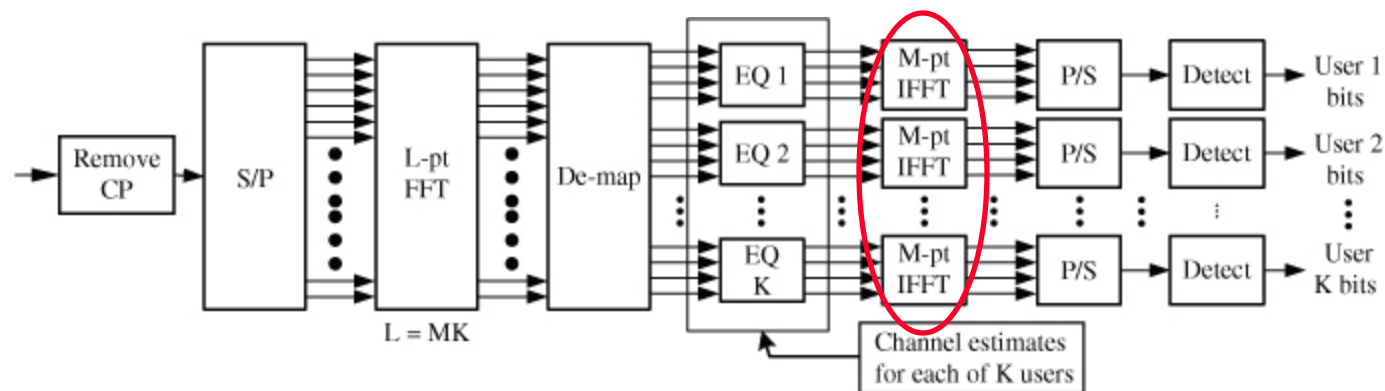 Remove
CP
S/P
L-pt
FFT
L = MK
De-map
EQ 1
EQ 2
EQ
K
M-pt
IFFT
M-pt
IFFT
M-pt
IFFT
P/S
P/S
P/S
Detect
Detect
Detect
User 1
bits
User 2
bits
User
K bits
Channel estimates
for each of K users